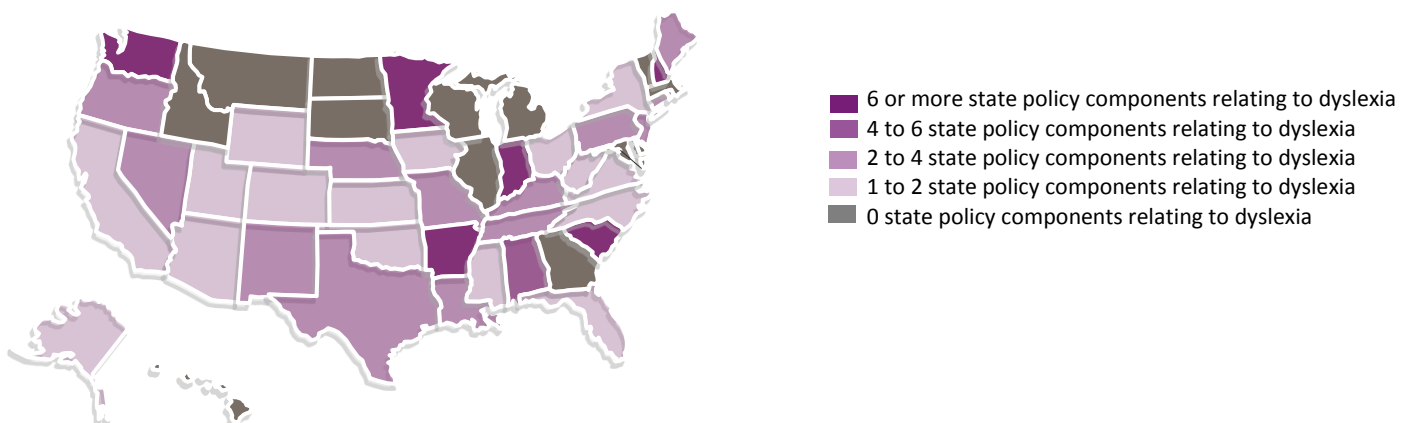 6 or more state policy components relating to dyslexia
4 to 6 state policy components relating to dyslexia
2 to 4 state policy components relating to dyslexia
1 to 2 state policy components relating to dyslexia
0 state policy components relating to dyslexia